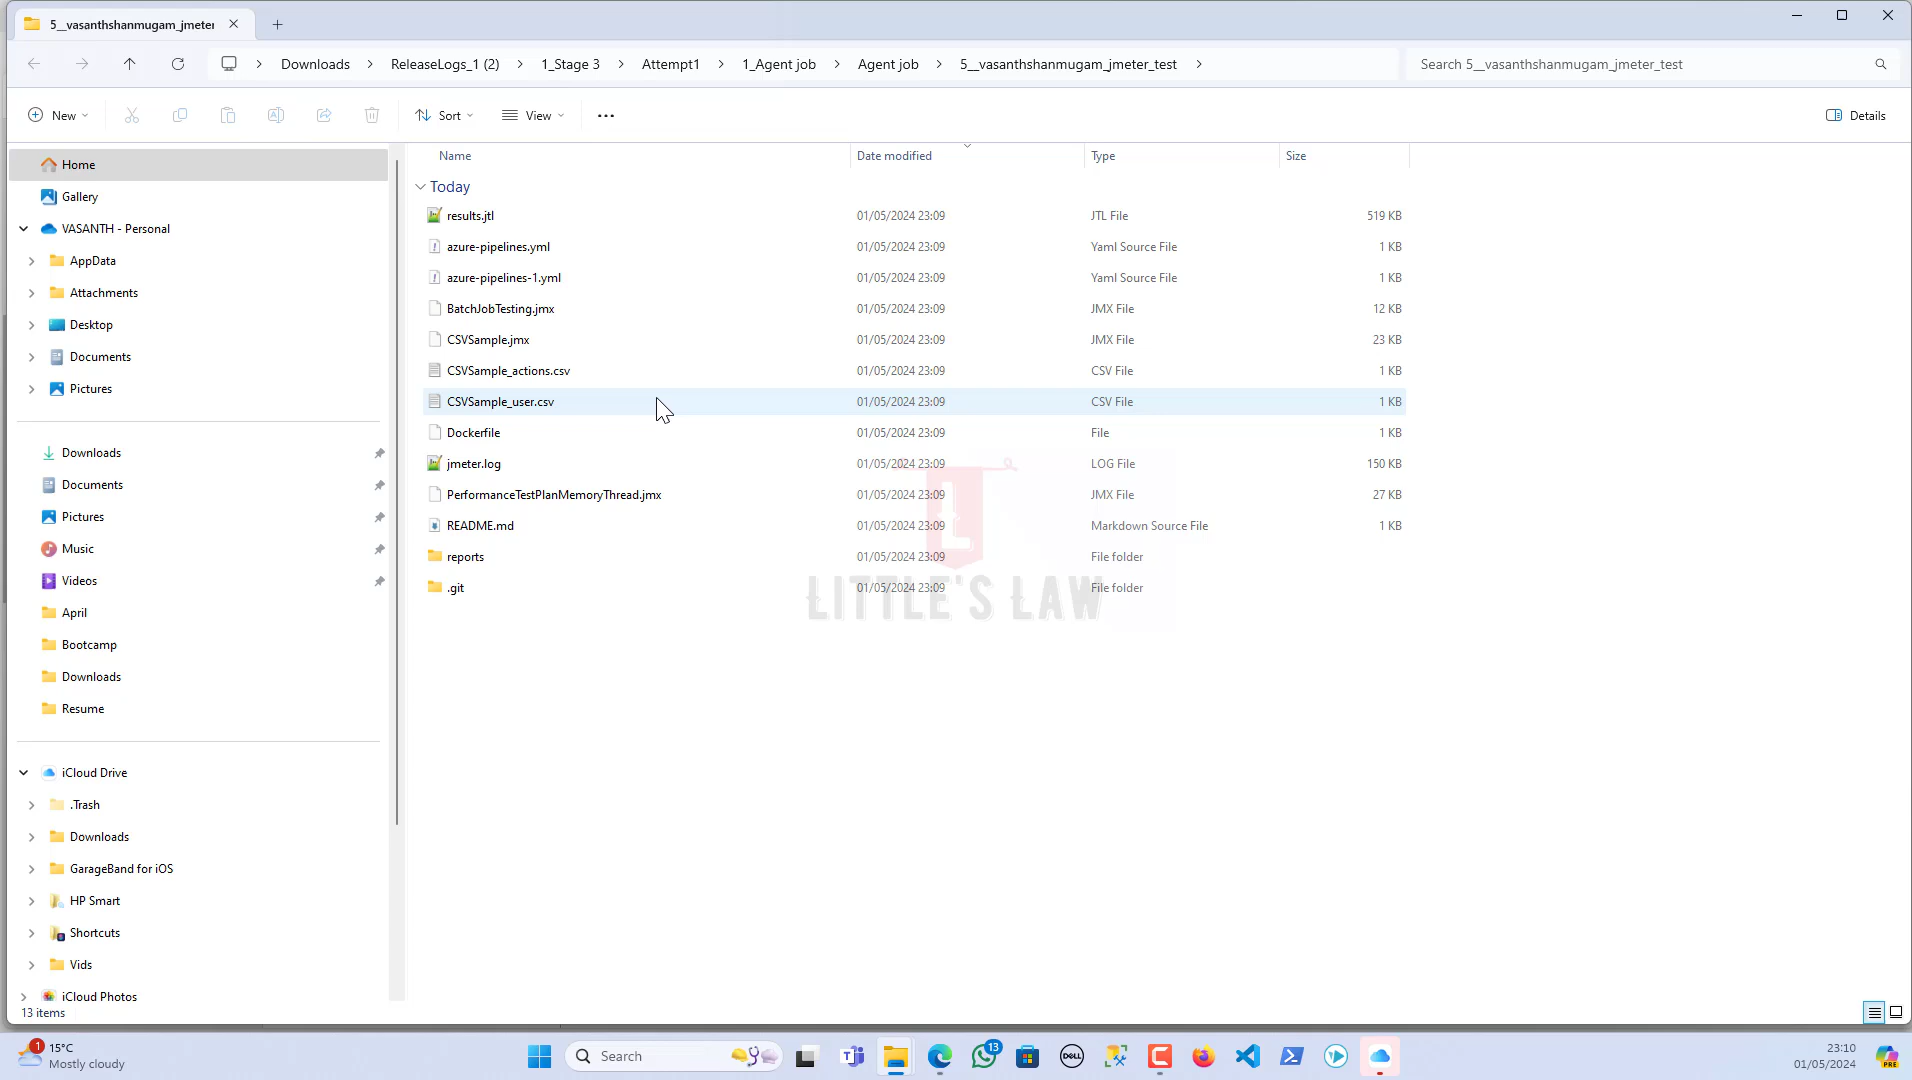 5__vasanthshanmugam_jmeter
Downloads
ReleaseLogs_1 (2)
1_Stage 3
Attempt1
1_Agent job
Agent job
5__vasanthshanmugam_jmeter_test
Search 5__vasanthshanmugam_jmeter_test
New
Sort
View
Details
Name
Date modified
Type
Size
Today
results.jtl 01/05/2024 23:09 JTL File 519 KB
azure-pipelines.yml 01/05/2024 23:09 Yaml Source File 1 KB
azure-pipelines-1.yml 01/05/2024 23:09 Yaml Source File 1 KB
BatchJobTesting.jmx 01/05/2024 23:09 JMX File 12 KB
CSVSample.jmx 01/05/2024 23:09 JMX File 23 KB
CSVSample_actions.csv 01/05/2024 23:09 CSV File 1 KB
CSVSample_user.csv 01/05/2024 23:09 CSV File 1 KB
Dockerfile 01/05/2024 23:09 File 1 KB
jmeter.log 01/05/2024 23:09 LOG File 150 KB
PerformanceTestPlanMemoryThread.jmx 01/05/2024 23:09 JMX File 27 KB
README.md 01/05/2024 23:09 Markdown Source File 1 KB
reports 01/05/2024 23:09 File folder
.git 01/05/2024 23:09 File folder
L
LITTLE'S LAW
Home
Gallery
VASANTH - Personal
AppData
Attachments
Desktop
Documents
Pictures
Downloads
Documents
Pictures
Music
Videos
April
Bootcamp
Downloads
Resume
iCloud Drive
.Trash
Downloads
GarageBand for iOS
HP Smart
Shortcuts
Vids
iCloud Photos
13 items
1
15°C
Mostly cloudy
Search
13
DELL
23:10
01/05/2024
PRE